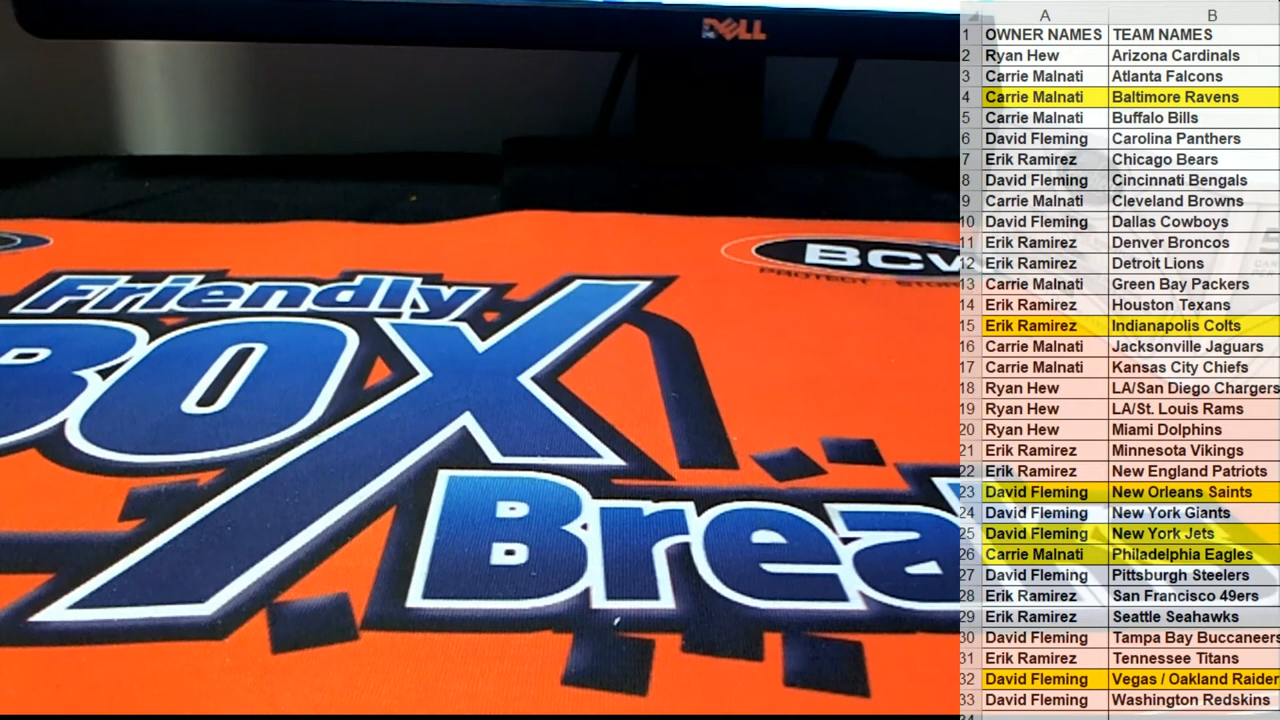 DELL
BCW
PROTECT STOR
Friendly
BOX
Brea
A B
1 OWNER NAMES TEAM NAMES
2 Ryan Hew Arizona Cardinals
3 Carrie Malnati Atlanta Falcons
4 Carrie Malnati Baltimore Ravens
5 Carrie Malnati Buffalo Bills
6 David Fleming Carolina Panthers
7 Erik Ramirez Chicago Bears
8 David Fleming Cincinnati Bengals
9 Carrie Malnati Cleveland Browns
10 David Fleming Dallas Cowboys
11 Erik Ramirez Denver Broncos
12 Erik Ramirez Detroit Lions
13 Carrie Malnati Green Bay Packers
14 Erik Ramirez Houston Texans
15 Erik Ramirez Indianapolis Colts
16 Carrie Malnati Jacksonville Jaguars
17 Carrie Malnati Kansas City Chiefs
18 Ryan Hew LA/San Diego Chargers
19 Ryan Hew LA/St. Louis Rams
20 Ryan Hew Miami Dolphins
21 Erik Ramirez Minnesota Vikings
22 Erik Ramirez New England Patriots
23 David Fleming New Orleans Saints
24 David Fleming New York Giants
25 David Fleming New York Jets
26 Carrie Malnati Philadelphia Eagles
27 David Fleming Pittsburgh Steelers
28 Erik Ramirez San Francisco 49ers
29 Erik Ramirez Seattle Seahawks
30 David Fleming Tampa Bay Buccaneers
31 Erik Ramirez Tennessee Titans
32 David Fleming Vegas / Oakland Raider
33 David Fleming Washington Redskins